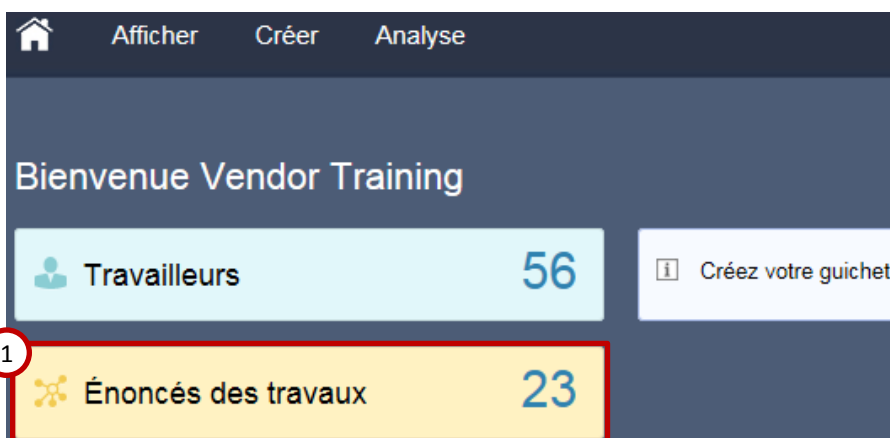 Afficher Créer Analyse
Bienvenue Vendor Training
Travailleurs 56
i Créez votre guichet
1
Énoncés des travaux 23